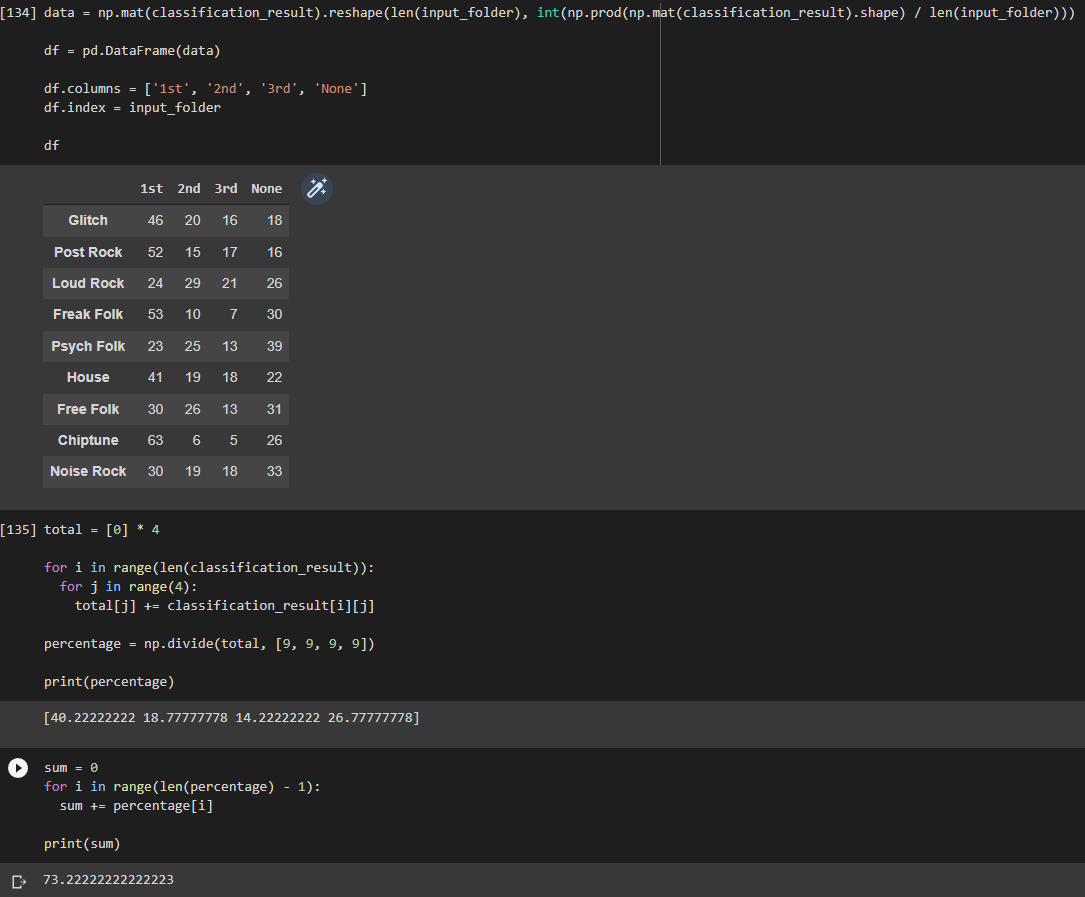 [134] data = np.mat(classification_result).reshape(len(input_folder), int(np.prod(np.mat(classification_result).shape) / len(input_folder)))
df = pd.DataFrame(data)
df.columns = ['1st', '2nd', '3rd', 'None']
df.index = input_folder
df
1st 2nd 3rd None
Glitch 46 20 16 18
Post Rock 52 15 17 16
Loud Rock 24 29 21 26
Freak Folk 53 10 7 30
Psych Folk 23 25 13 39
House 41 19 18 22
Free Folk 30 26 13 31
Chiptune 63 6 5 26
Noise Rock 30 19 18 33
[135] total = [0] * 4
for i in range(len(classification_result)):
for j in range(4):
total[j] += classification_result[i][j]
percentage = np.divide(total, [9, 9, 9, 9])
print(percentage)
[40.22222222 18.77777778 14.22222222 26.77777778]
sum = 0
for i in range(len(percentage) - 1):
sum += percentage[i]
print(sum)
73.22222222222223